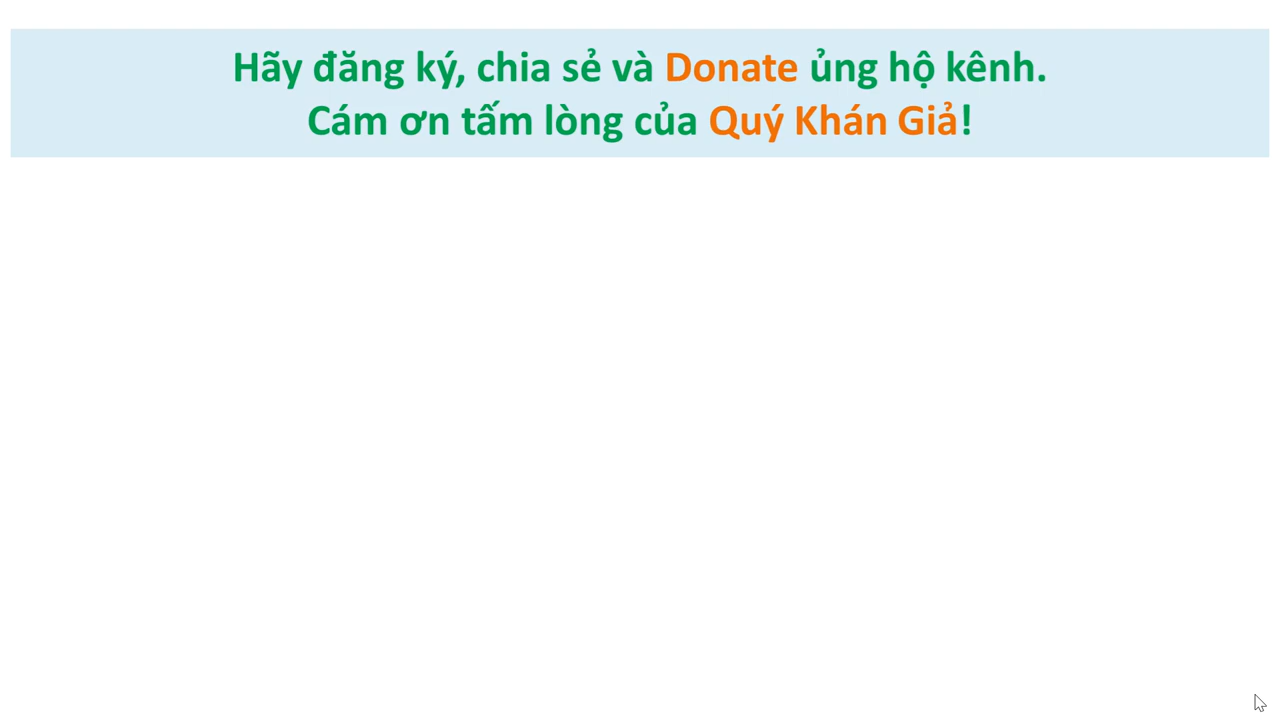 Hãy đăng ký, chia sẻ và Donate ủng hộ kênh.
Cám ơn tấm lòng của Quý Khán Giả!